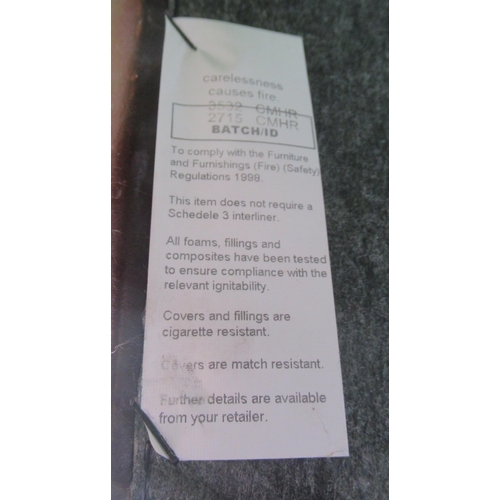 carelessness
causes fire
3532 CMHR
2715 CMHR
BATCH/ID
To comply with the Furniture
and Furnishings (Fire) (Safety)
Regulations 1988.
This item does not require a
Schedele 3 interliner.
All foams, fillings and
composites have been tested
to ensure compliance with the
relevant ignitability.
Covers and fillings are
cigarette resistant.
Covers are match resistant.
Further details are available
from your retailer.